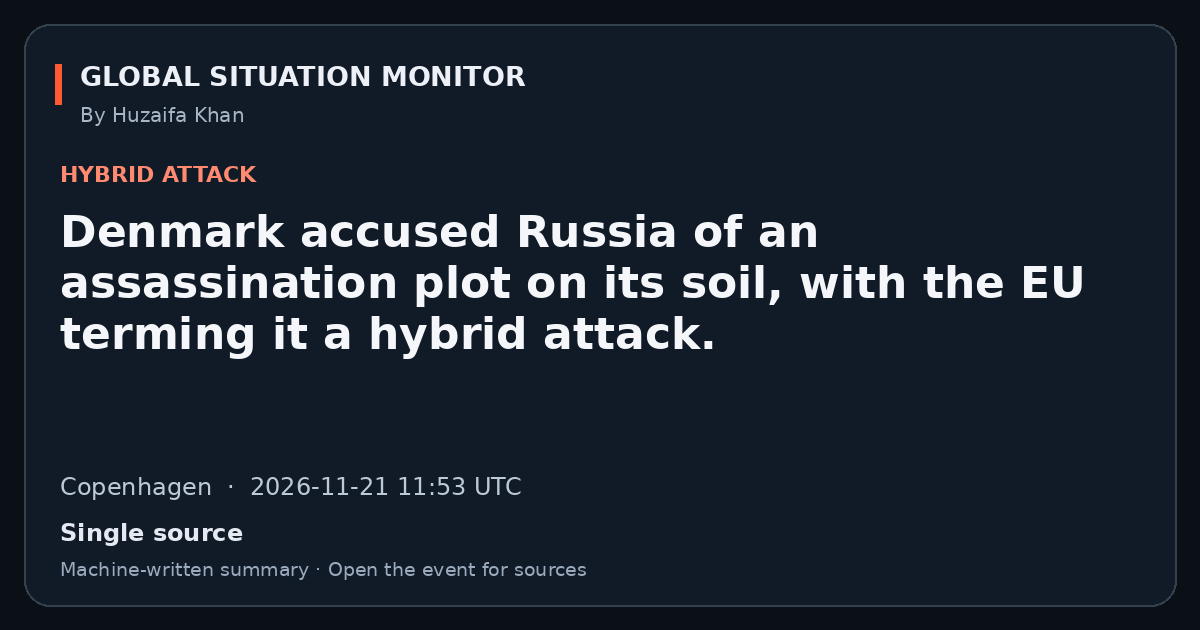 GLOBAL SITUATION MONITOR
By Huzaifa Khan
HYBRID ATTACK
Denmark accused Russia of an
assassination plot on its soil, with the EU
terming it a hybrid attack.
Copenhagen · 2026-11-21 11:53 UTC
Single source
Machine-written summary · Open the event for sources